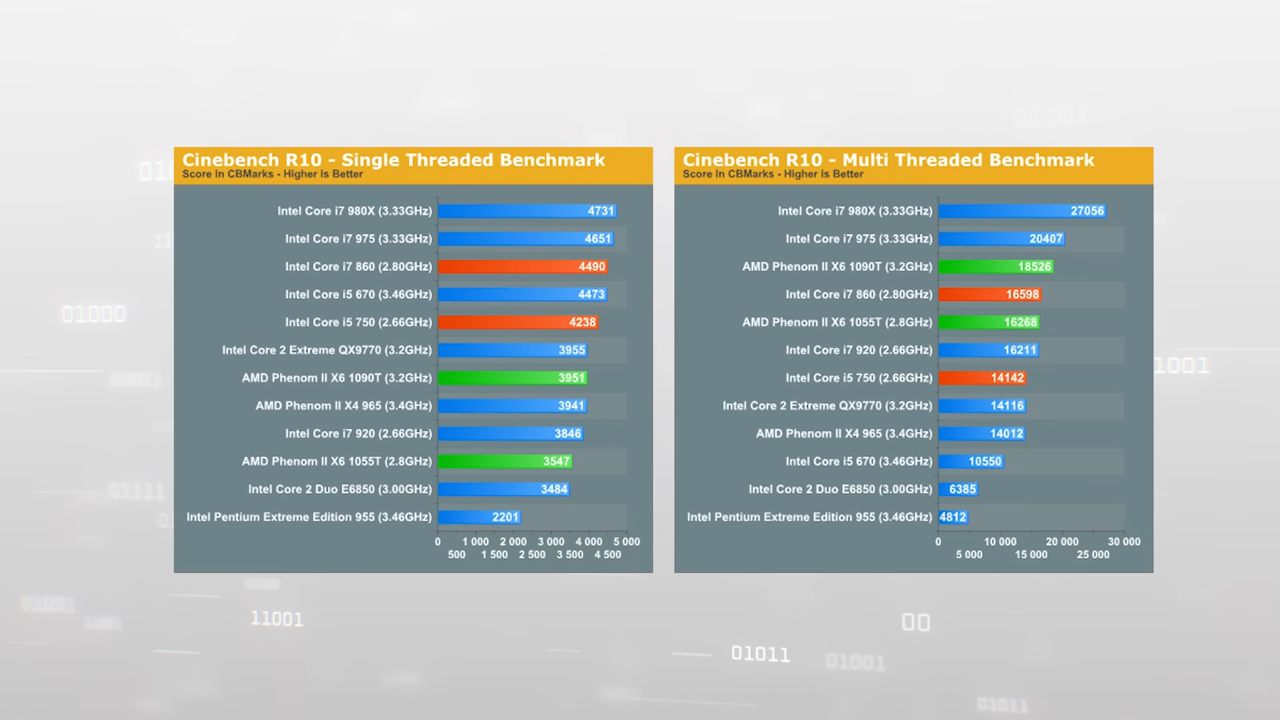 Cinebench R10 - Single Threaded Benchmark
Score in CBMarks - Higher is Better
Intel Core i7 980X (3.33GHz) 4731
Intel Core i7 975 (3.33GHz) 4651
Intel Core i7 860 (2.80GHz) 4490
Intel Core i5 670 (3.46GHz) 4473
Intel Core i5 750 (2.66GHz) 4238
Intel Core 2 Extreme QX9770 (3.2GHz) 3955
AMD Phenom II X6 1090T (3.2GHz) 3951
AMD Phenom II X4 965 (3.4GHz) 3941
Intel Core i7 920 (2.66GHz) 3846
AMD Phenom II X6 1055T (2.8GHz) 3547
Intel Core 2 Duo E6850 (3.00GHz) 3484
Intel Pentium Extreme Edition 955 (3.46GHz) 2201
0 1 000 2 000 3 000 4 000 5 000
500 1 500 2 500 3 500 4 500
Cinebench R10 - Multi Threaded Benchmark
Score in CBMarks - Higher is Better
Intel Core i7 980X (3.33GHz) 27056
Intel Core i7 975 (3.33GHz) 20407
AMD Phenom II X6 1090T (3.2GHz) 18526
Intel Core i7 860 (2.80GHz) 16598
AMD Phenom II X6 1055T (2.8GHz) 16268
Intel Core i7 920 (2.66GHz) 16211
Intel Core i5 750 (2.66GHz) 14142
Intel Core 2 Extreme QX9770 (3.2GHz) 14116
AMD Phenom II X4 965 (3.4GHz) 14012
Intel Core i5 670 (3.46GHz) 10550
Intel Core 2 Duo E6850 (3.00GHz) 6385
Intel Pentium Extreme Edition 955 (3.46GHz) 4812
0 10 000 20 000 30 000
5 000 15 000 25 000
01101
01000
1001
01111
11001
00
01011
01001
01011